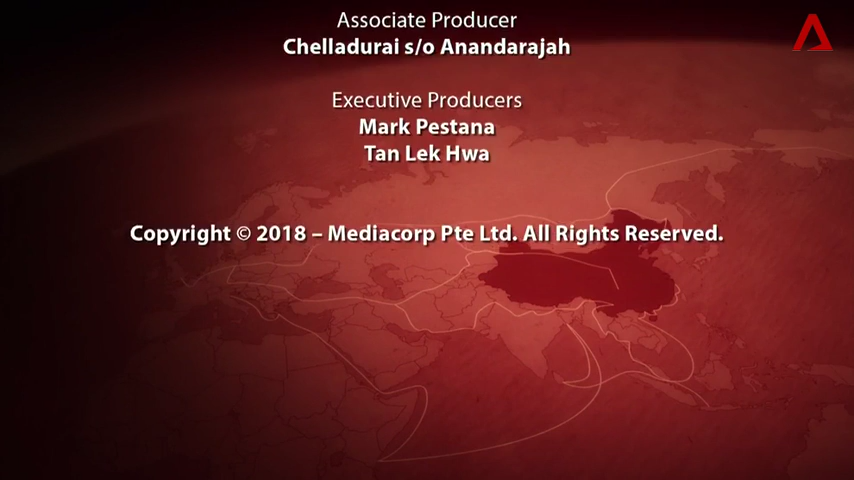 Associate Producer
Chelladurai s/o Anandarajah
Executive Producers
Mark Pestana
Tan Lek Hwa
Copyright © 2018 – Mediacorp Pte Ltd. All Rights Reserved.